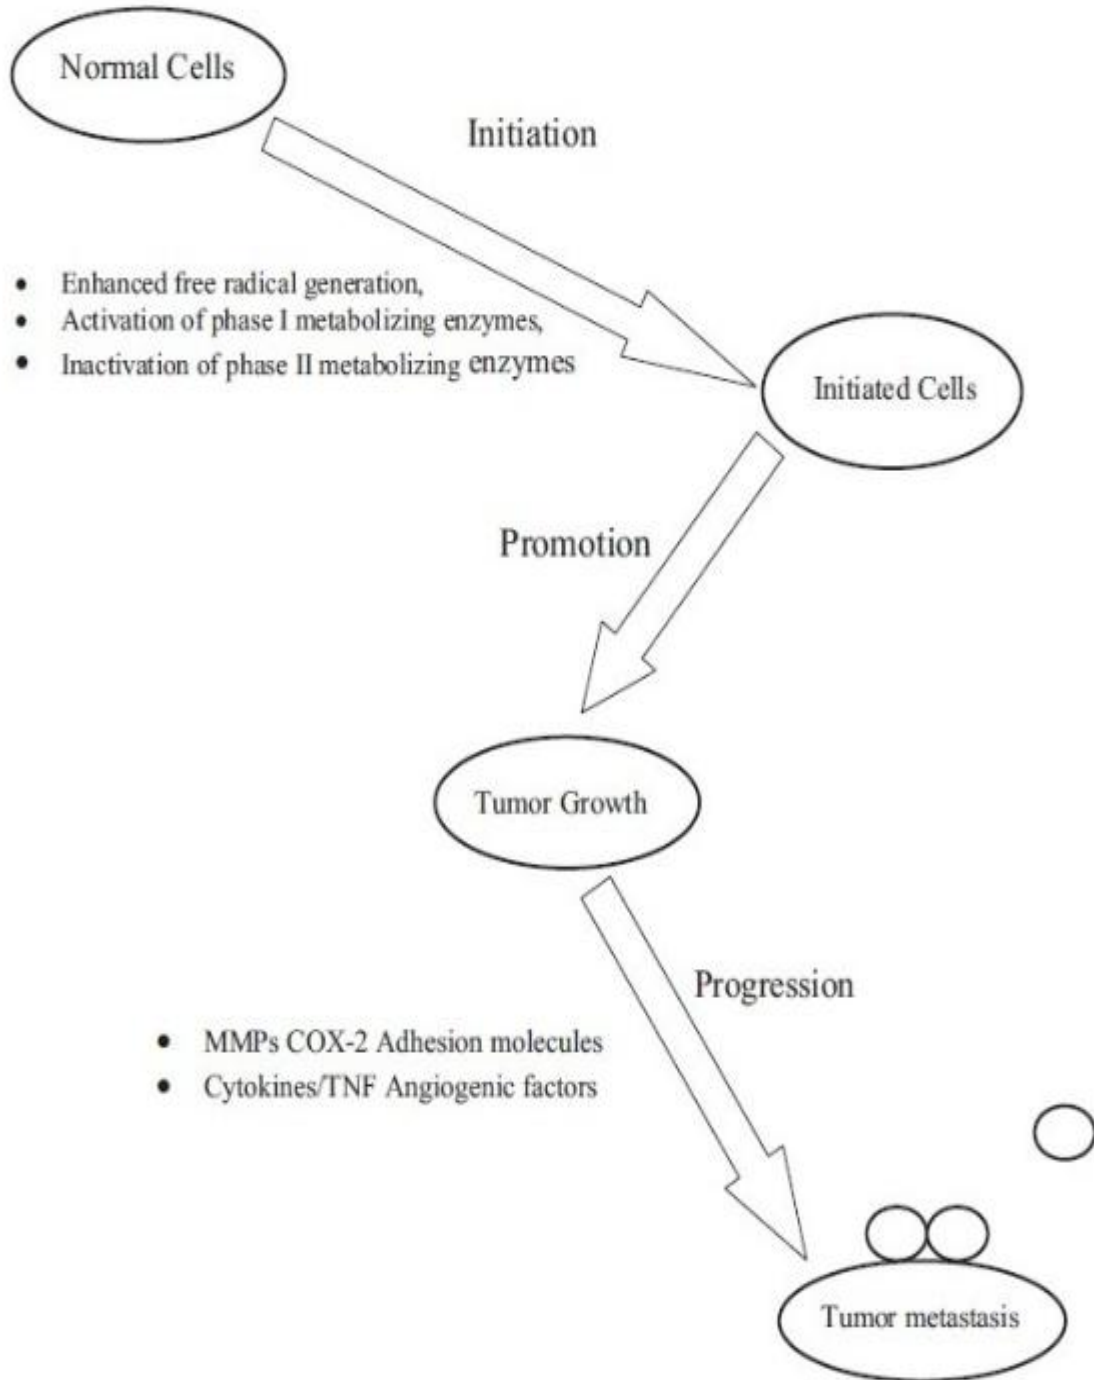 Normal Cells
Initiation
• Enhanced free radical generation,
• Activation of phase I metabolizing enzymes,
• Inactivation of phase II metabolizing enzymes
Initiated Cells
Promotion
Tumor Growth
Progression
• MMPs COX-2 Adhesion molecules
• Cytokines/TNF Angiogenic factors
Tumor metastasis